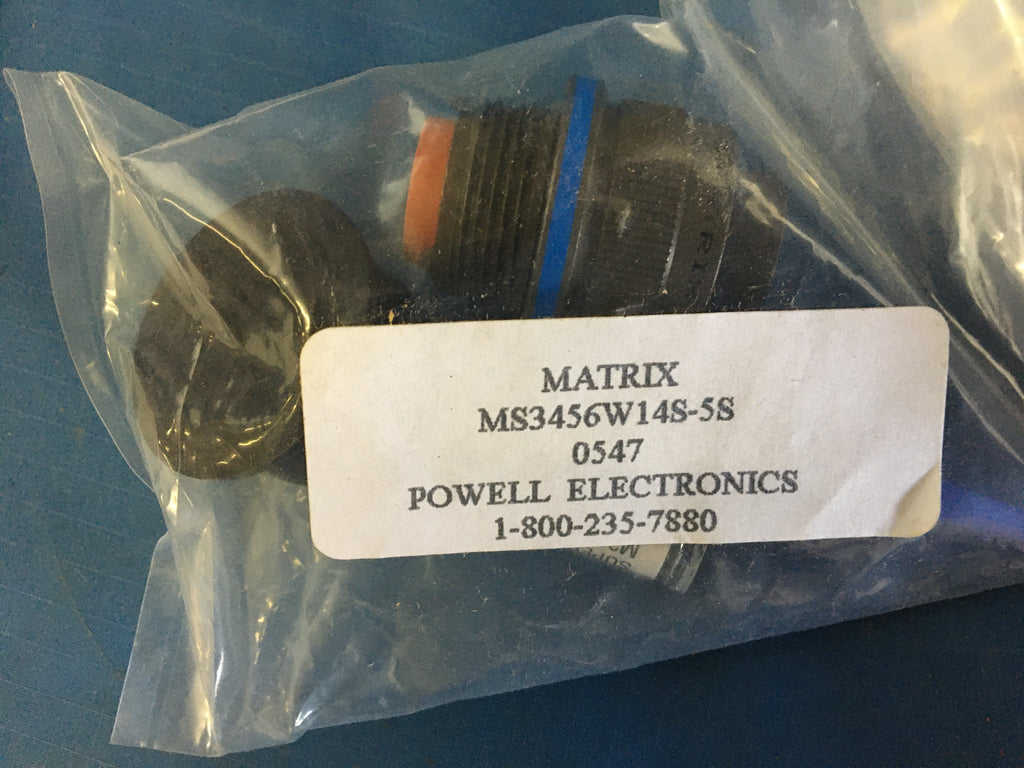 MATRIX
MS3456W14S-5S
0547
POWELL ELECTRONICS
1-800-235-7880